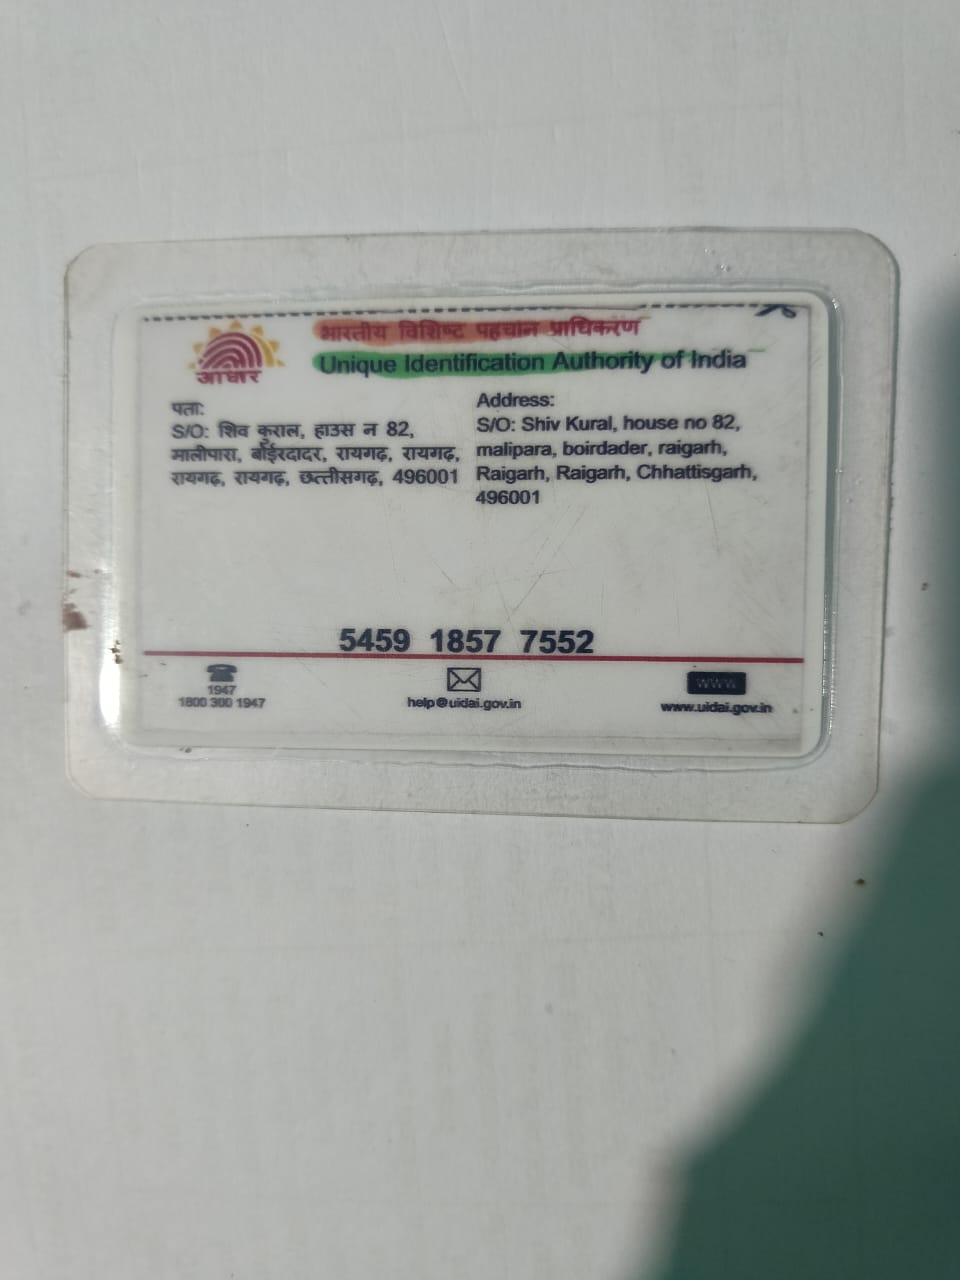 भारतीय विशिष्ट पहचान प्राधिकरण
Unique Identification Authority of India
आधार
पता:
S/O: शिव कुराल, हाउस न 82,
मालीपारा, बोईरदादर, रायगढ़, रायगढ़,
रायगढ़, रायगढ़, छत्तीसगढ़, 496001
Address:
S/O: Shiv Kural, house no 82,
malipara, boirdader, raigarh,
Raigarh, Raigarh, Chhattisgarh,
496001
5459 1857 7552
1947
1800 300 1947
help@uidai.gov.in
www.uidai.gov.in